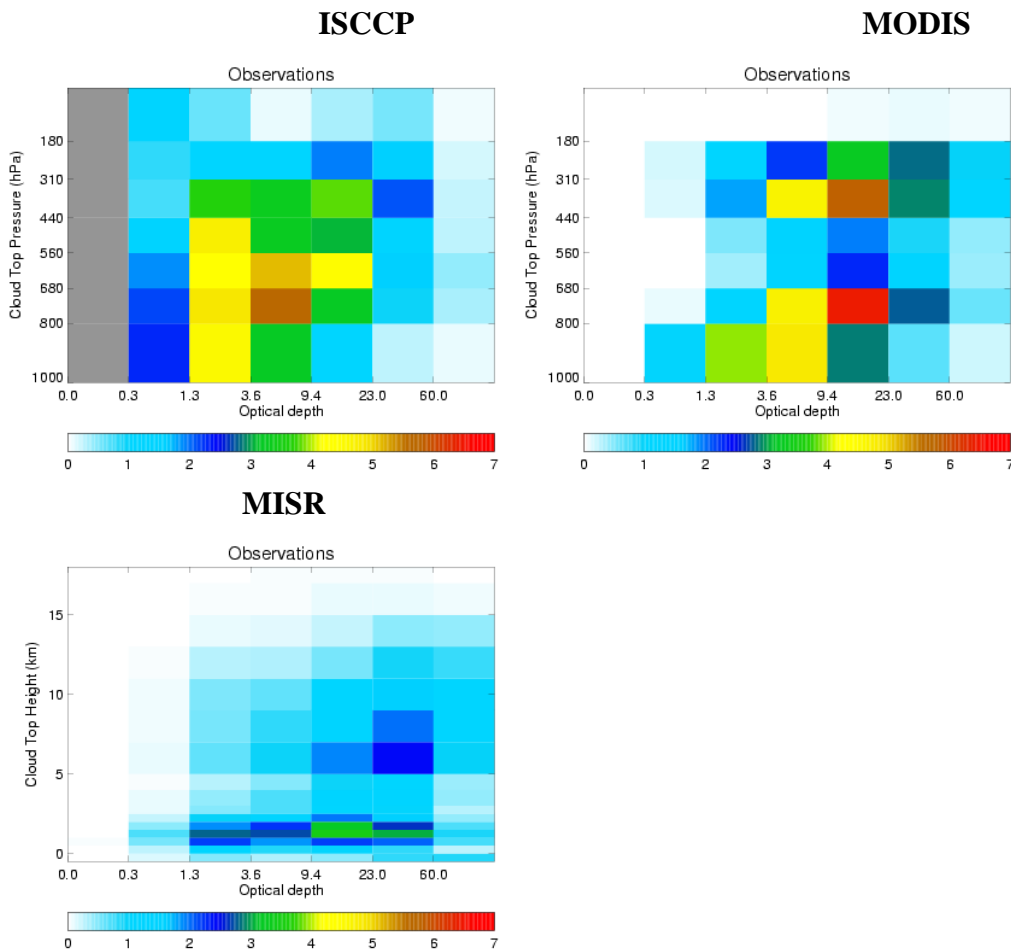 ISCCP
Observations
Cloud Top Pressure (hPa)
180
310
440
560
680
800
1000
0.0 0.3 1.3 3.6 9.4 23.0 60.0
Optical depth
0 1 2 3 4 5 6 7
MODIS
Observations
Cloud Top Pressure (hPa)
180
310
440
560
680
800
1000
0.0 0.3 1.3 3.6 9.4 23.0 60.0
Optical depth
0 1 2 3 4 5 6 7
MISR
Observations
Cloud Top Height (km)
15
10
5
0
0.0 0.3 1.3 3.6 9.4 23.0 60.0
Optical depth
0 1 2 3 4 5 6 7